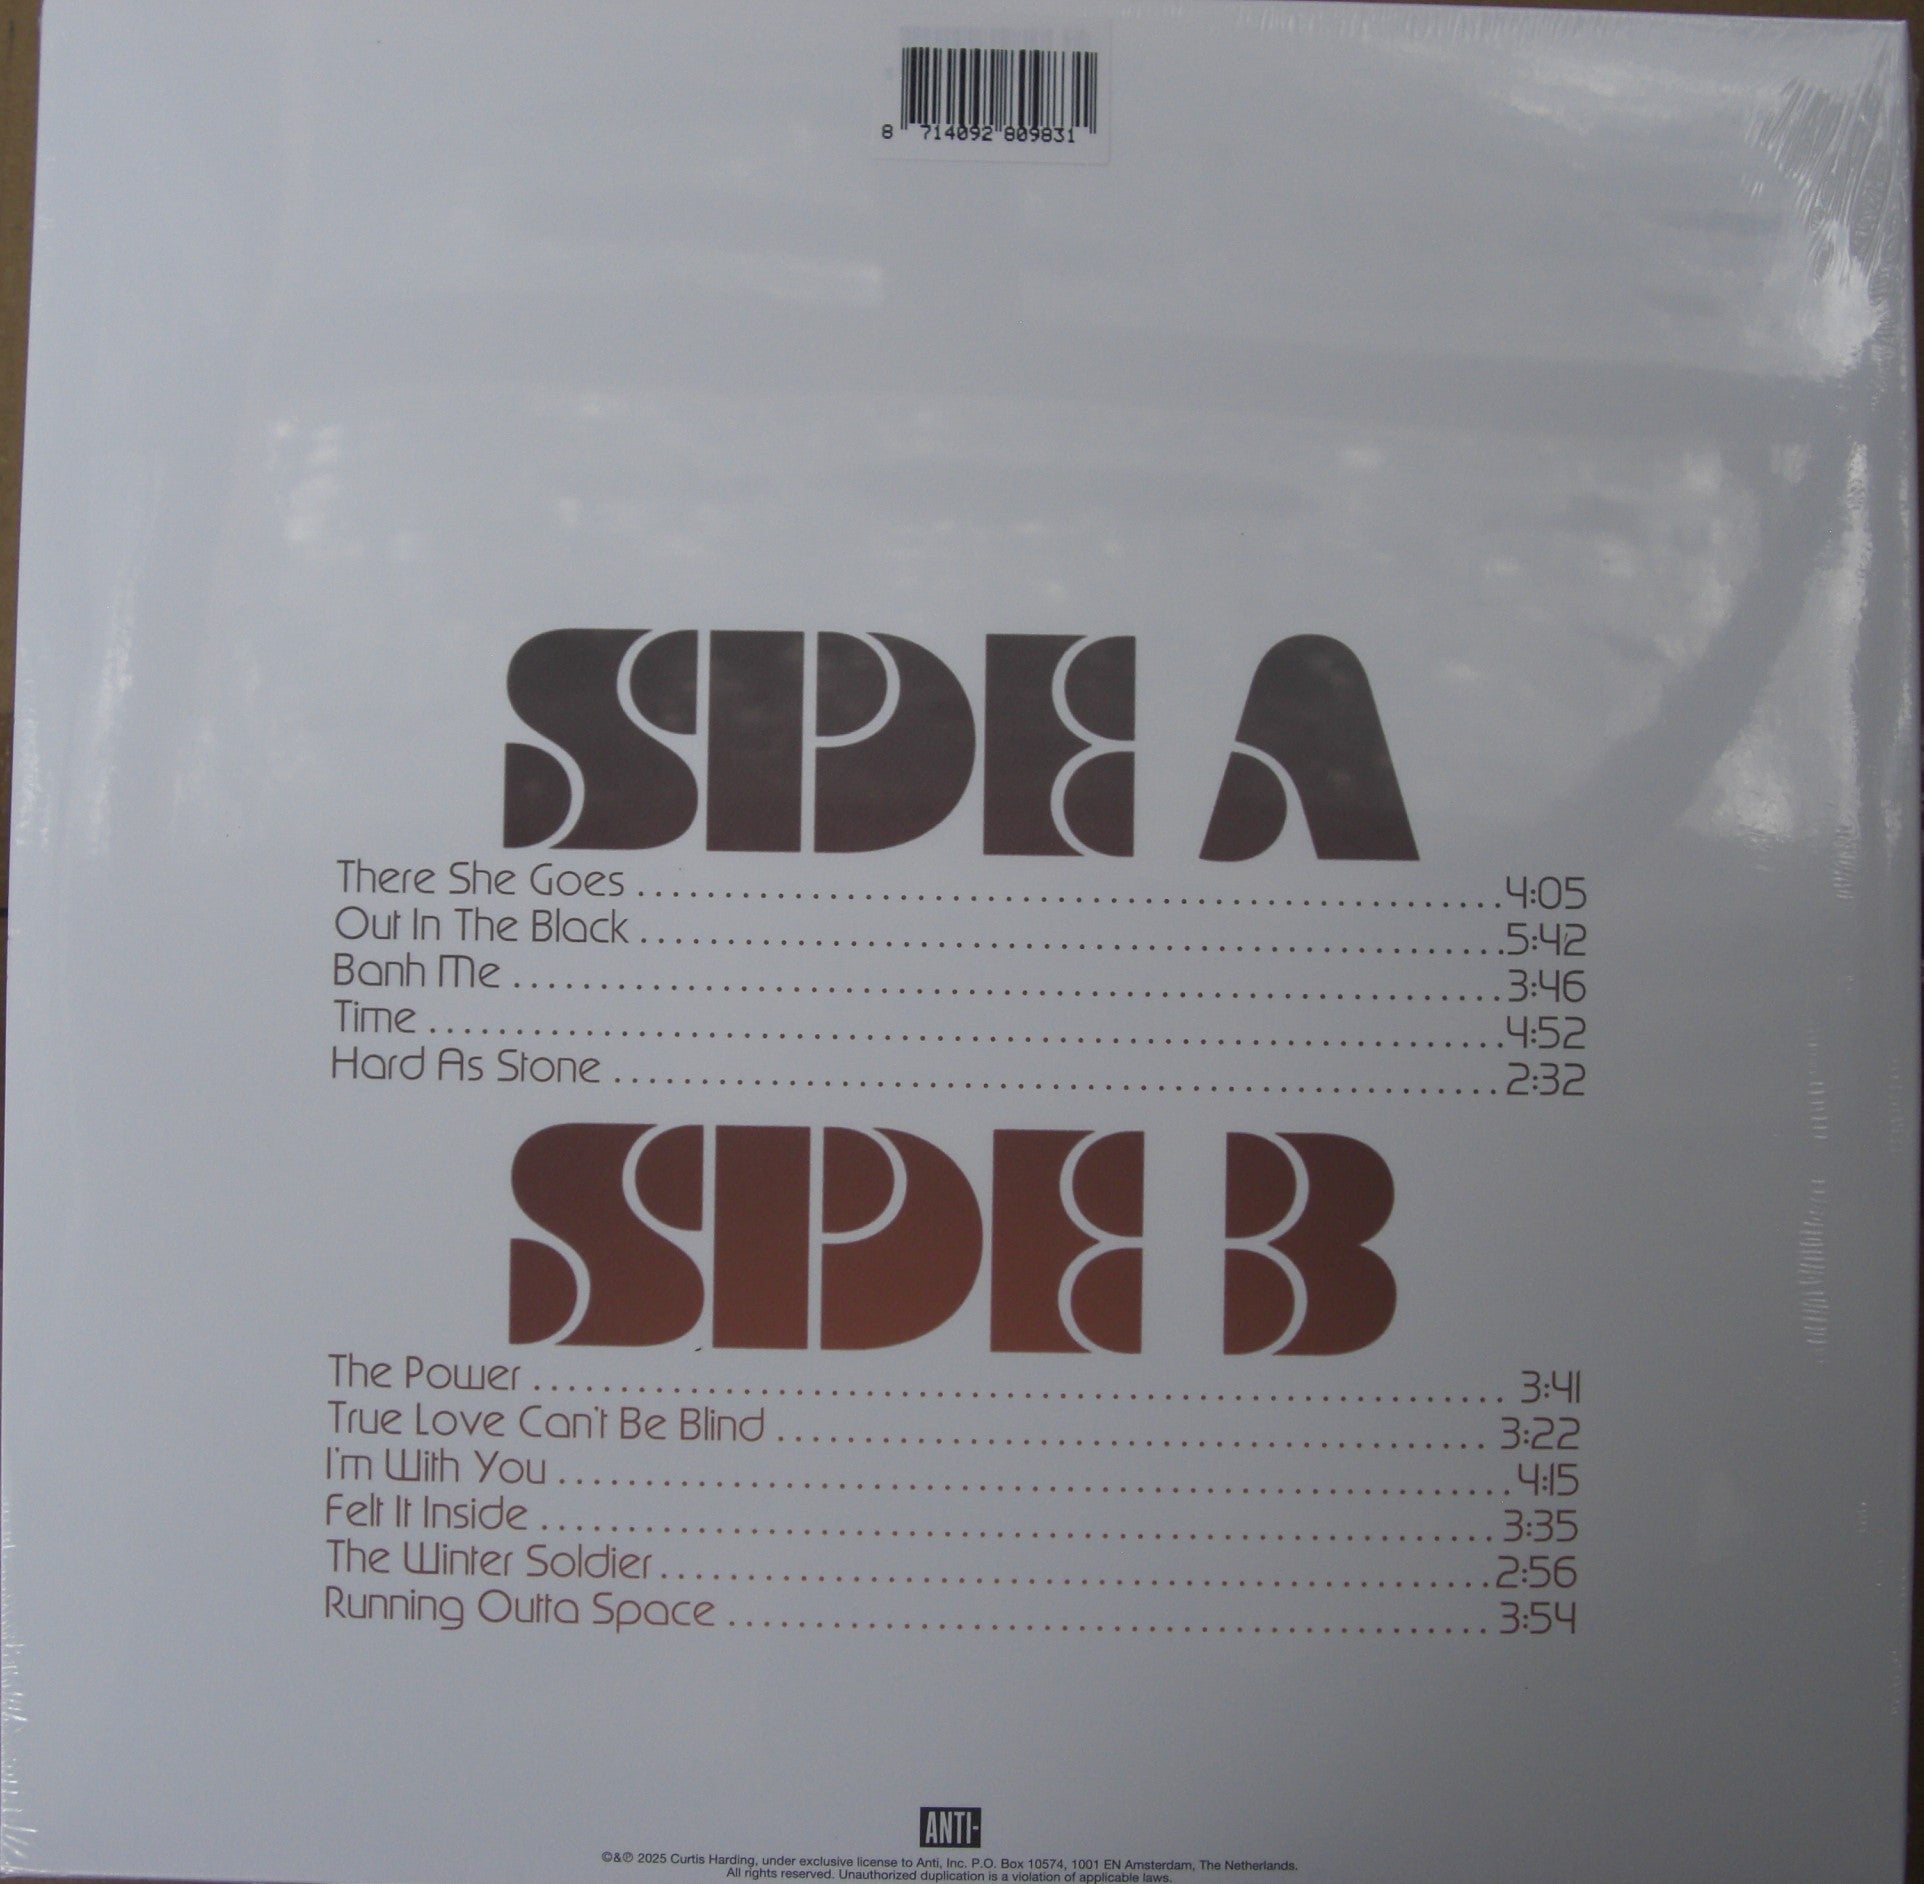 8 714092 809831
SIDE A
There She Goes 4:05
Out In The Black 5:42
Banh Me 3:46
Time 4:52
Hard As Stone 2:32
SIDE B
The Power 3:41
True Love Can't Be Blind 3:22
I'm With You 4:15
Felt It Inside 3:35
The Winter Soldier 2:56
Running Outta Space 3:54
ANTI-
©&℗ 2025 Curtis Harding, under exclusive license to Anti, Inc. P.O. Box 10574, 1001 EN Amsterdam, The Netherlands.
All rights reserved. Unauthorized duplication is a violation of applicable laws.